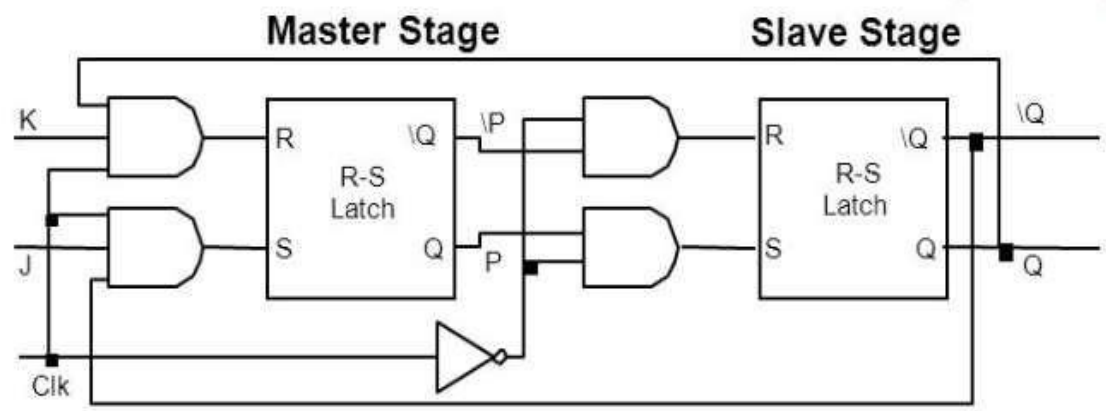 Master Stage
Slave Stage
K
R
\Q
\P
R
\Q
\Q
R-S
Latch
R-S
Latch
J
S
Q
P
S
Q
Q
Clk